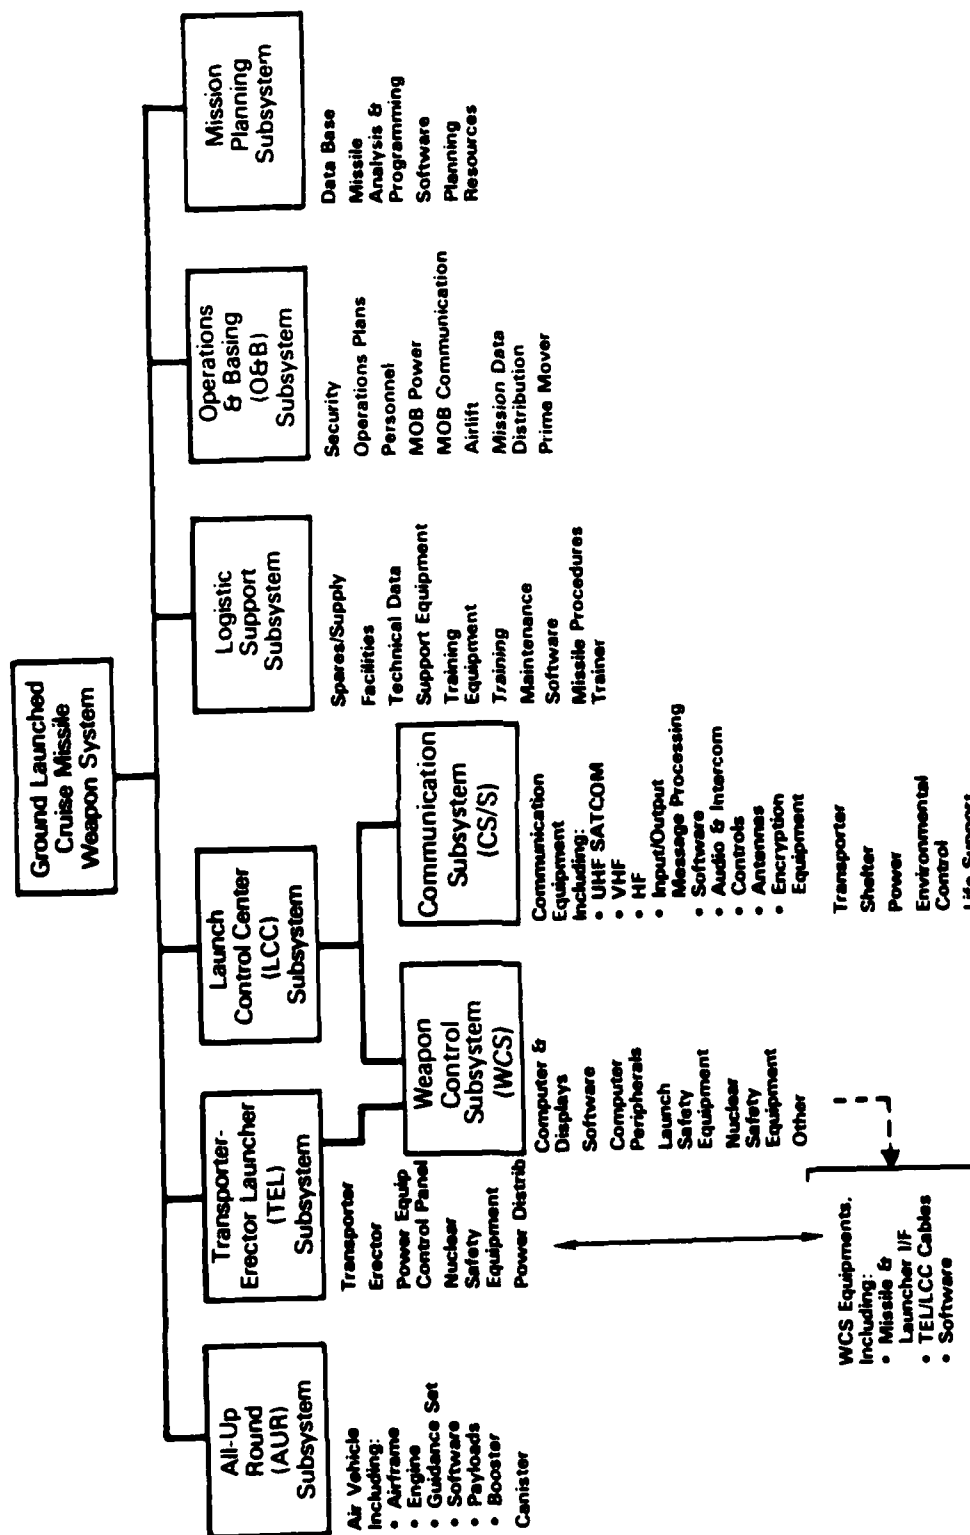 Ground Launched
Cruise Missile
Weapon System
All-Up
Round
(AUR)
Subsystem
Transporter-
Erector Launcher
(TEL)
Subsystem
Launch
Control Center
(LCC)
Subsystem
Logistic
Support
Subsystem
Operations
& Basing
(O&B)
Subsystem
Mission
Planning
Subsystem
Air Vehicle
Including:
• Airframe
• Engine
• Guidance Set
• Software
• Payloads
• Booster
Canister
Transporter
Erector
Power Equip
Control Panel
Nuclear
Safety
Equipment
Power Distrib
Weapon
Control
Subsystem
(WCS)
Communication
Subsystem
(CS/S)
Spares/Supply
Facilities
Technical Data
Support Equipment
Training
Equipment
Training
Maintenance
Software
Missile Procedures
Trainer
Security
Operations Plans
Personnel
MOB Power
MOB Communication
Airlift
Mission Data
Distribution
Prime Mover
Data Base
Missile
Analysis &
Programming
Software
Planning
Resources
Computer &
Displays
Software
Computer
Peripherals
Launch
Safety
Equipment
Nuclear
Safety
Equipment
Other
Communication
Equipment
Including:
• UHF SATCOM
• VHF
• HF
• Input/Output
Message Processing
• Software
• Audio & Intercom
• Controls
• Antennas
• Encryption
Equipment
Transporter
Shelter
Power
Environmental
Control
Life Support
WCS Equipments,
Including:
• Missile &
Launcher I/F
• TEL/LCC Cables
• Software